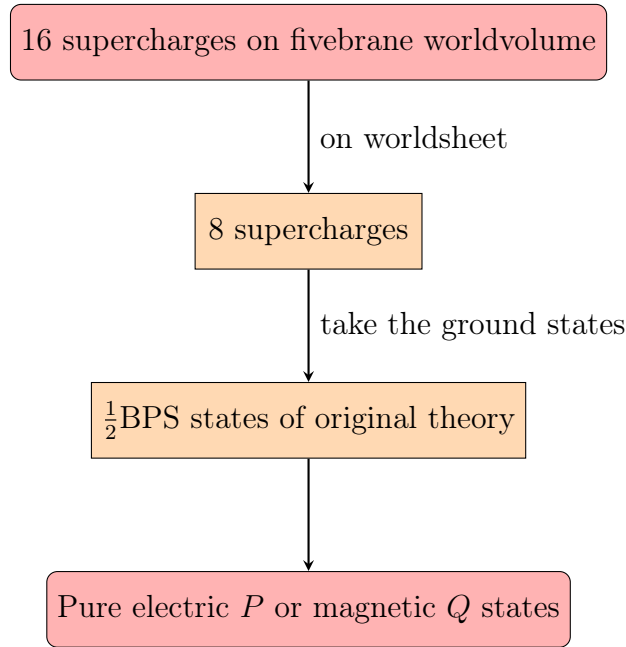 16 supercharges on fivebrane worldvolume
on worldsheet
8 supercharges
take the ground states
½BPS states of original theory
Pure electric P or magnetic Q states